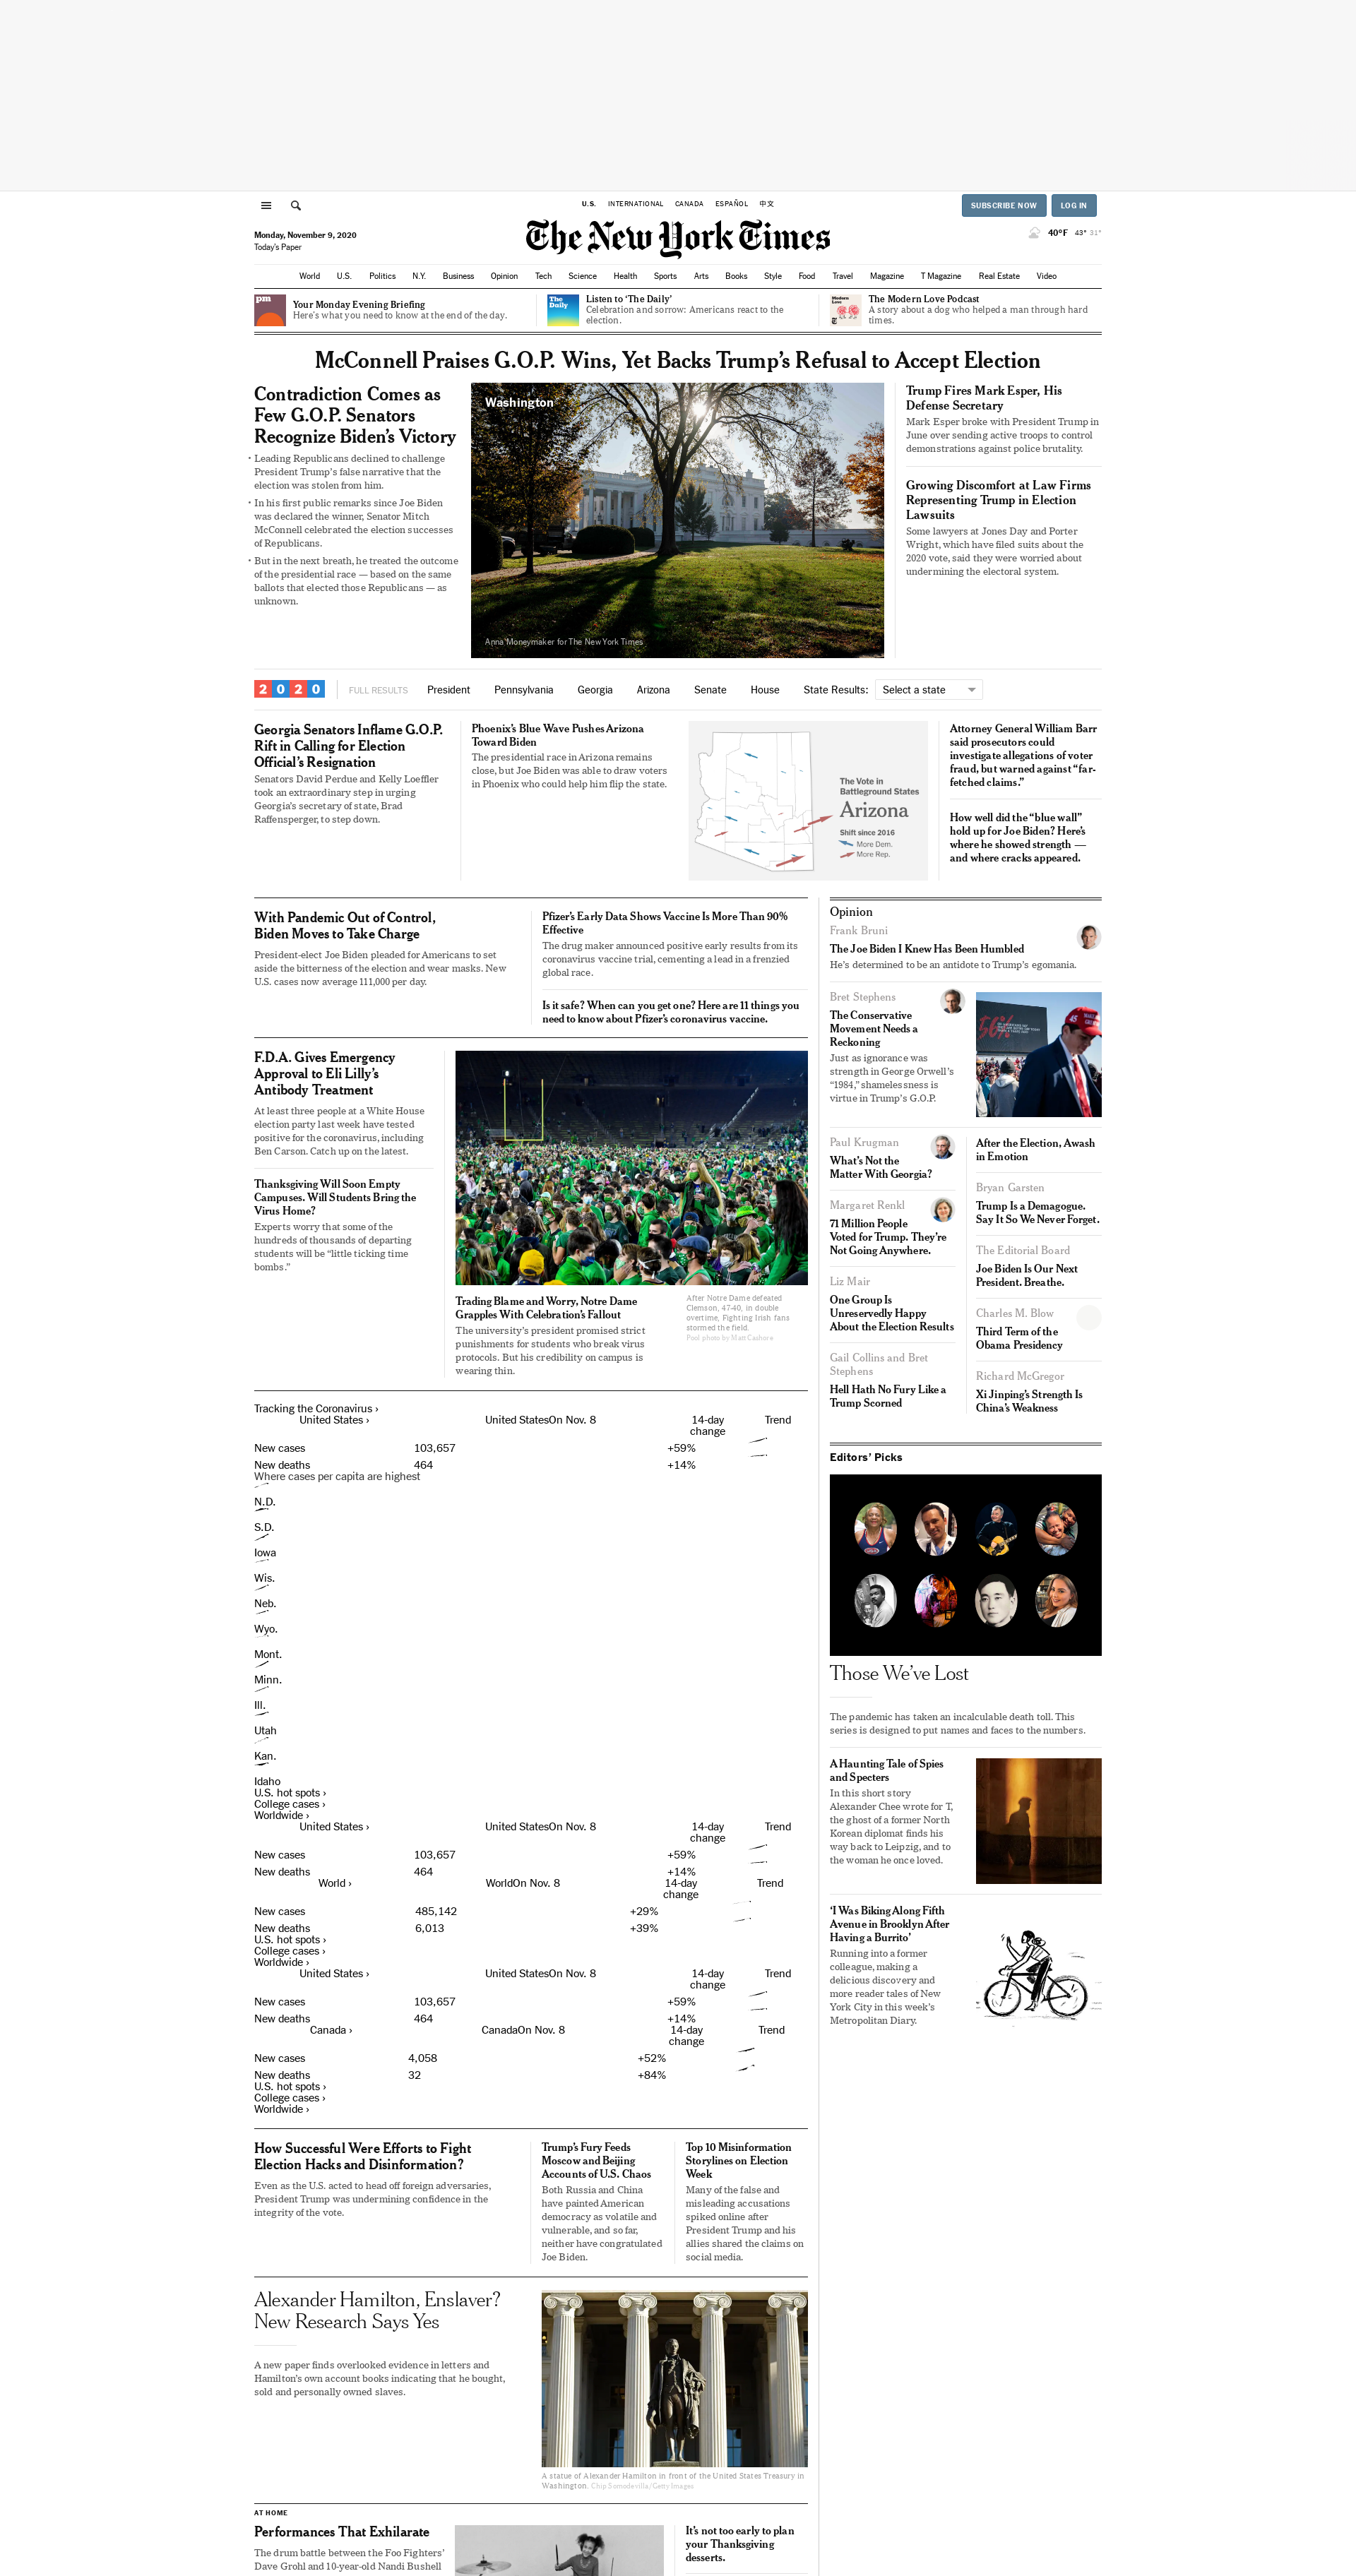 U.S. INTERNATIONAL CANADA ESPAÑOL 中文
SUBSCRIBE NOW LOG IN
Monday, November 9, 2020
Today's Paper
The New York Times
40°F 43° 31°
World U.S. Politics N.Y. Business Opinion Tech Science Health Sports Arts Books Style Food Travel Magazine T Magazine Real Estate Video
pm
Your Monday Evening Briefing
Here's what you need to know at the end of the day.
The
Daily
Listen to ‘The Daily’
Celebration and sorrow: Americans react to the
election.
Modern
Love
The Modern Love Podcast
A story about a dog who helped a man through hard
times.
McConnell Praises G.O.P. Wins, Yet Backs Trump’s Refusal to Accept Election
Contradiction Comes as
Few G.O.P. Senators
Recognize Biden’s Victory
• Leading Republicans declined to challenge
President Trump's false narrative that the
election was stolen from him.
• In his first public remarks since Joe Biden
was declared the winner, Senator Mitch
McConnell celebrated the election successes
of Republicans.
• But in the next breath, he treated the outcome
of the presidential race — based on the same
ballots that elected those Republicans — as
unknown.
Washington
Anna Moneymaker for The New York Times
Trump Fires Mark Esper, His
Defense Secretary
Mark Esper broke with President Trump in
June over sending active troops to control
demonstrations against police brutality.
Growing Discomfort at Law Firms
Representing Trump in Election
Lawsuits
Some lawyers at Jones Day and Porter
Wright, which have filed suits about the
2020 vote, said they were worried about
undermining the electoral system.
2020 FULL RESULTS President Pennsylvania Georgia Arizona Senate House State Results: Select a state
Georgia Senators Inflame G.O.P.
Rift in Calling for Election
Official’s Resignation
Senators David Perdue and Kelly Loeffler
took an extraordinary step in urging
Georgia’s secretary of state, Brad
Raffensperger, to step down.
Phoenix’s Blue Wave Pushes Arizona
Toward Biden
The presidential race in Arizona remains
close, but Joe Biden was able to draw voters
in Phoenix who could help him flip the state.
The Vote in
Battleground States
Arizona
Shift since 2016
More Dem.
More Rep.
Attorney General William Barr
said prosecutors could
investigate allegations of voter
fraud, but warned against “far-
fetched claims.”
How well did the “blue wall”
hold up for Joe Biden? Here’s
where he showed strength —
and where cracks appeared.
With Pandemic Out of Control,
Biden Moves to Take Charge
President-elect Joe Biden pleaded for Americans to set
aside the bitterness of the election and wear masks. New
U.S. cases now average 111,000 per day.
Pfizer’s Early Data Shows Vaccine Is More Than 90%
Effective
The drug maker announced positive early results from its
coronavirus vaccine trial, cementing a lead in a frenzied
global race.
Is it safe? When can you get one? Here are 11 things you
need to know about Pfizer’s coronavirus vaccine.
F.D.A. Gives Emergency
Approval to Eli Lilly’s
Antibody Treatment
At least three people at a White House
election party last week have tested
positive for the coronavirus, including
Ben Carson. Catch up on the latest.
Thanksgiving Will Soon Empty
Campuses. Will Students Bring the
Virus Home?
Experts worry that some of the
hundreds of thousands of departing
students will be “little ticking time
bombs.”
Trading Blame and Worry, Notre Dame
Grapples With Celebration’s Fallout
The university’s president promised strict
punishments for students who break virus
protocols. But his credibility on campus is
wearing thin.
After Notre Dame defeated
Clemson, 47-40, in double
overtime, Fighting Irish fans
stormed the field.
Pool photo by Matt Cashore
Tracking the Coronavirus ›
United States › United StatesOn Nov. 8 14-day
change Trend
New cases 103,657 +59%
New deaths 464 +14%
Where cases per capita are highest
N.D.
S.D.
Iowa
Wis.
Neb.
Wyo.
Mont.
Minn.
Ill.
Utah
Kan.
Idaho
U.S. hot spots ›
College cases ›
Worldwide ›
United States › United StatesOn Nov. 8 14-day
change Trend
New cases 103,657 +59%
New deaths 464 +14%
World › WorldOn Nov. 8 14-day
change Trend
New cases 485,142 +29%
New deaths 6,013 +39%
U.S. hot spots ›
College cases ›
Worldwide ›
United States › United StatesOn Nov. 8 14-day
change Trend
New cases 103,657 +59%
New deaths 464 +14%
Canada › CanadaOn Nov. 8 14-day
change Trend
New cases 4,058 +52%
New deaths 32 +84%
U.S. hot spots ›
College cases ›
Worldwide ›
How Successful Were Efforts to Fight
Election Hacks and Disinformation?
Even as the U.S. acted to head off foreign adversaries,
President Trump was undermining confidence in the
integrity of the vote.
Trump’s Fury Feeds
Moscow and Beijing
Accounts of U.S. Chaos
Both Russia and China
have painted American
democracy as volatile and
vulnerable, and so far,
neither have congratulated
Joe Biden.
Top 10 Misinformation
Storylines on Election
Week
Many of the false and
misleading accusations
spiked online after
President Trump and his
allies shared the claims on
social media.
Alexander Hamilton, Enslaver?
New Research Says Yes
A new paper finds overlooked evidence in letters and
Hamilton’s own account books indicating that he bought,
sold and personally owned slaves.
A statue of Alexander Hamilton in front of the United States Treasury in
Washington. Chip Somodevilla/Getty Images
AT HOME
Performances That Exhilarate
The drum battle between the Foo Fighters’
Dave Grohl and 10-year-old Nandi Bushell
It’s not too early to plan
your Thanksgiving
desserts.
Opinion
Frank Bruni
The Joe Biden I Knew Has Been Humbled
He’s determined to be an antidote to Trump’s egomania.
Bret Stephens
The Conservative
Movement Needs a
Reckoning
Just as ignorance was
strength in George Orwell’s
“1984,” shamelessness is
virtue in Trump’s G.O.P.
56%
45
Paul Krugman
What’s Not the
Matter With Georgia?
Margaret Renkl
71 Million People
Voted for Trump. They’re
Not Going Anywhere.
Liz Mair
One Group Is
Unreservedly Happy
About the Election Results
Gail Collins and Bret
Stephens
Hell Hath No Fury Like a
Trump Scorned
After the Election, Awash
in Emotion
Bryan Garsten
Trump Is a Demagogue.
Say It So We Never Forget.
The Editorial Board
Joe Biden Is Our Next
President. Breathe.
Charles M. Blow
Third Term of the
Obama Presidency
Richard McGregor
Xi Jinping’s Strength Is
China’s Weakness
Editors’ Picks
Those We’ve Lost
The pandemic has taken an incalculable death toll. This
series is designed to put names and faces to the numbers.
A Haunting Tale of Spies
and Specters
In this short story
Alexander Chee wrote for T,
the ghost of a former North
Korean diplomat finds his
way back to Leipzig, and to
the woman he once loved.
‘I Was Biking Along Fifth
Avenue in Brooklyn After
Having a Burrito’
Running into a former
colleague, making a
delicious discovery and
more reader tales of New
York City in this week’s
Metropolitan Diary.